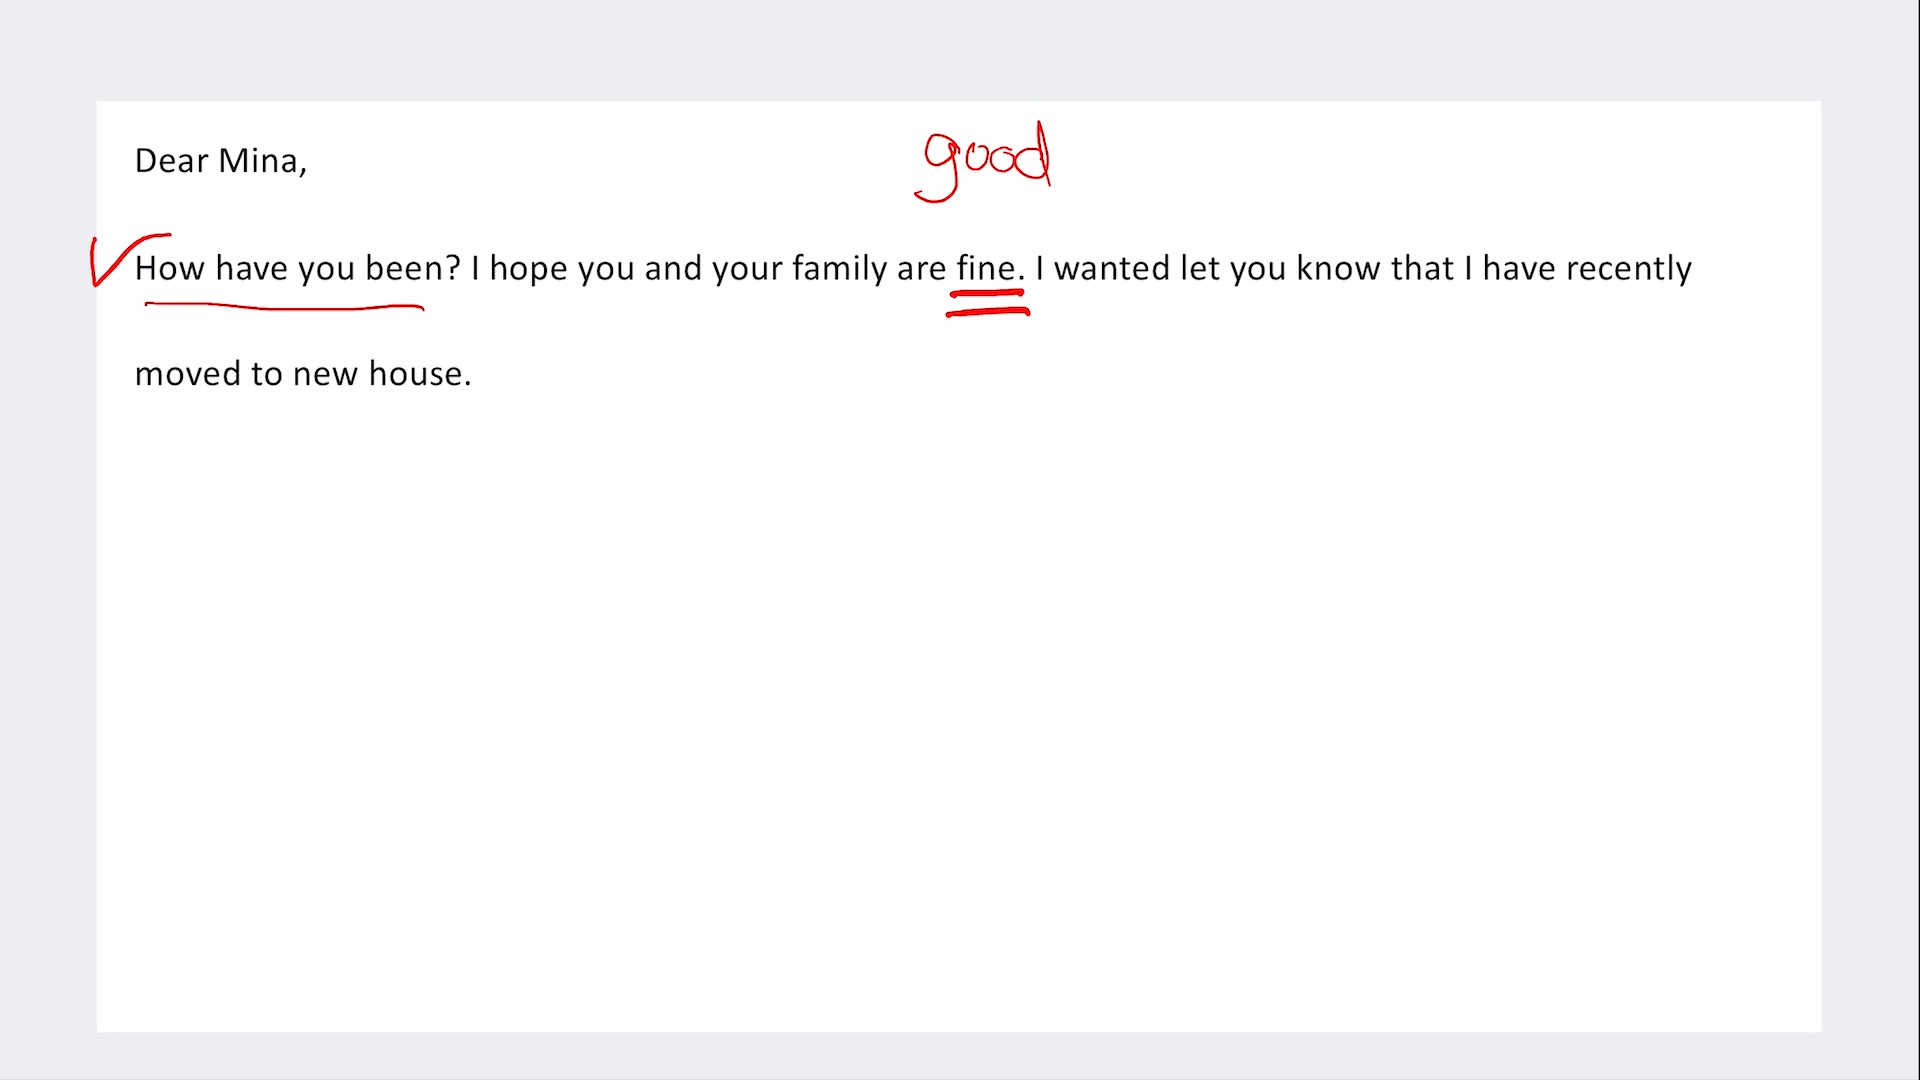 Dear Mina,
good
How have you been? I hope you and your family are fine. I wanted let you know that I have recently
moved to new house.